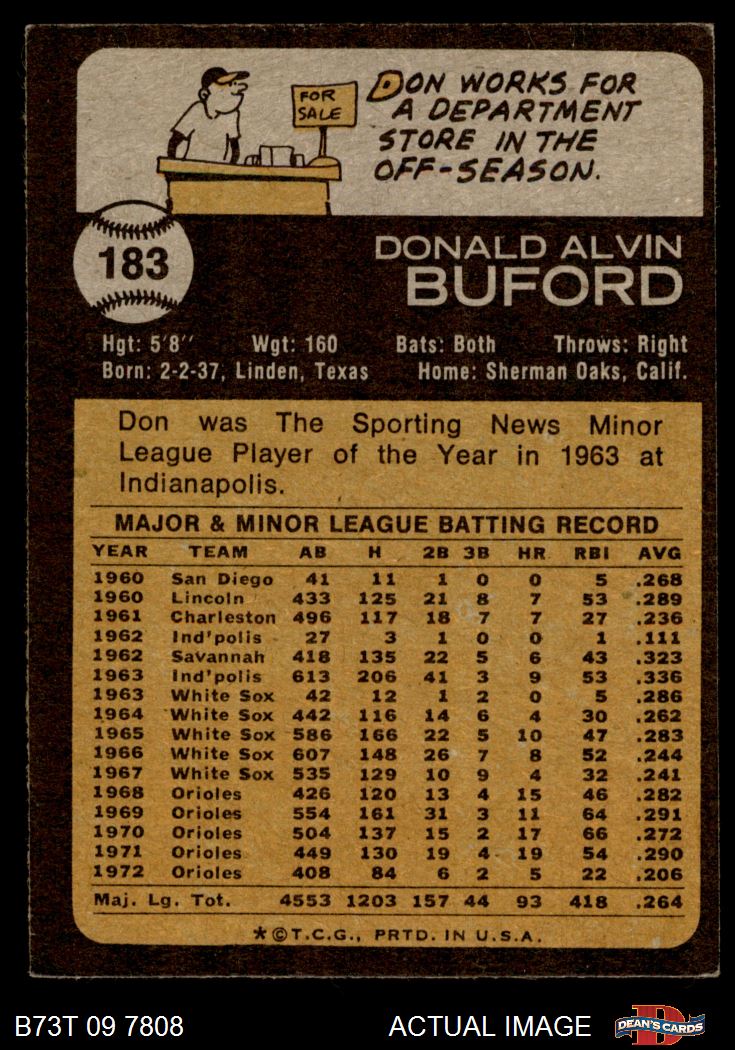 FOR
SALE
DON WORKS FOR
A DEPARTMENT
STORE IN THE
OFF-SEASON.
183
DONALD ALVIN
BUFORD
Hgt: 5'8" Wgt: 160 Bats: Both Throws: Right
Born: 2-2-37, Linden, Texas Home: Sherman Oaks, Calif.
Don was The Sporting News Minor
League Player of the Year in 1963 at
Indianapolis.
MAJOR & MINOR LEAGUE BATTING RECORD
YEAR TEAM AB H 2B 3B HR RBI AVG
1960 San Diego 41 11 1 0 0 5 .268
1960 Lincoln 433 125 21 8 7 53 .289
1961 Charleston 496 117 18 7 7 27 .236
1962 Ind'polis 27 3 1 0 0 1 .111
1962 Savannah 418 135 22 5 6 43 .323
1963 Ind'polis 613 206 41 3 9 53 .336
1963 White Sox 42 12 1 2 0 5 .286
1964 White Sox 442 116 14 6 4 30 .262
1965 White Sox 586 166 22 5 10 47 .283
1966 White Sox 607 148 26 7 8 52 .244
1967 White Sox 535 129 10 9 4 32 .241
1968 Orioles 426 120 13 4 15 46 .282
1969 Orioles 554 161 31 3 11 64 .291
1970 Orioles 504 137 15 2 17 66 .272
1971 Orioles 449 130 19 4 19 54 .290
1972 Orioles 408 84 6 2 5 22 .206
Maj. Lg. Tot. 4553 1203 157 44 93 418 .264
*©T.C.G., PRTD. IN U.S.A.
B73T 09 7808 ACTUAL IMAGE
D
DEAN'S CARDS